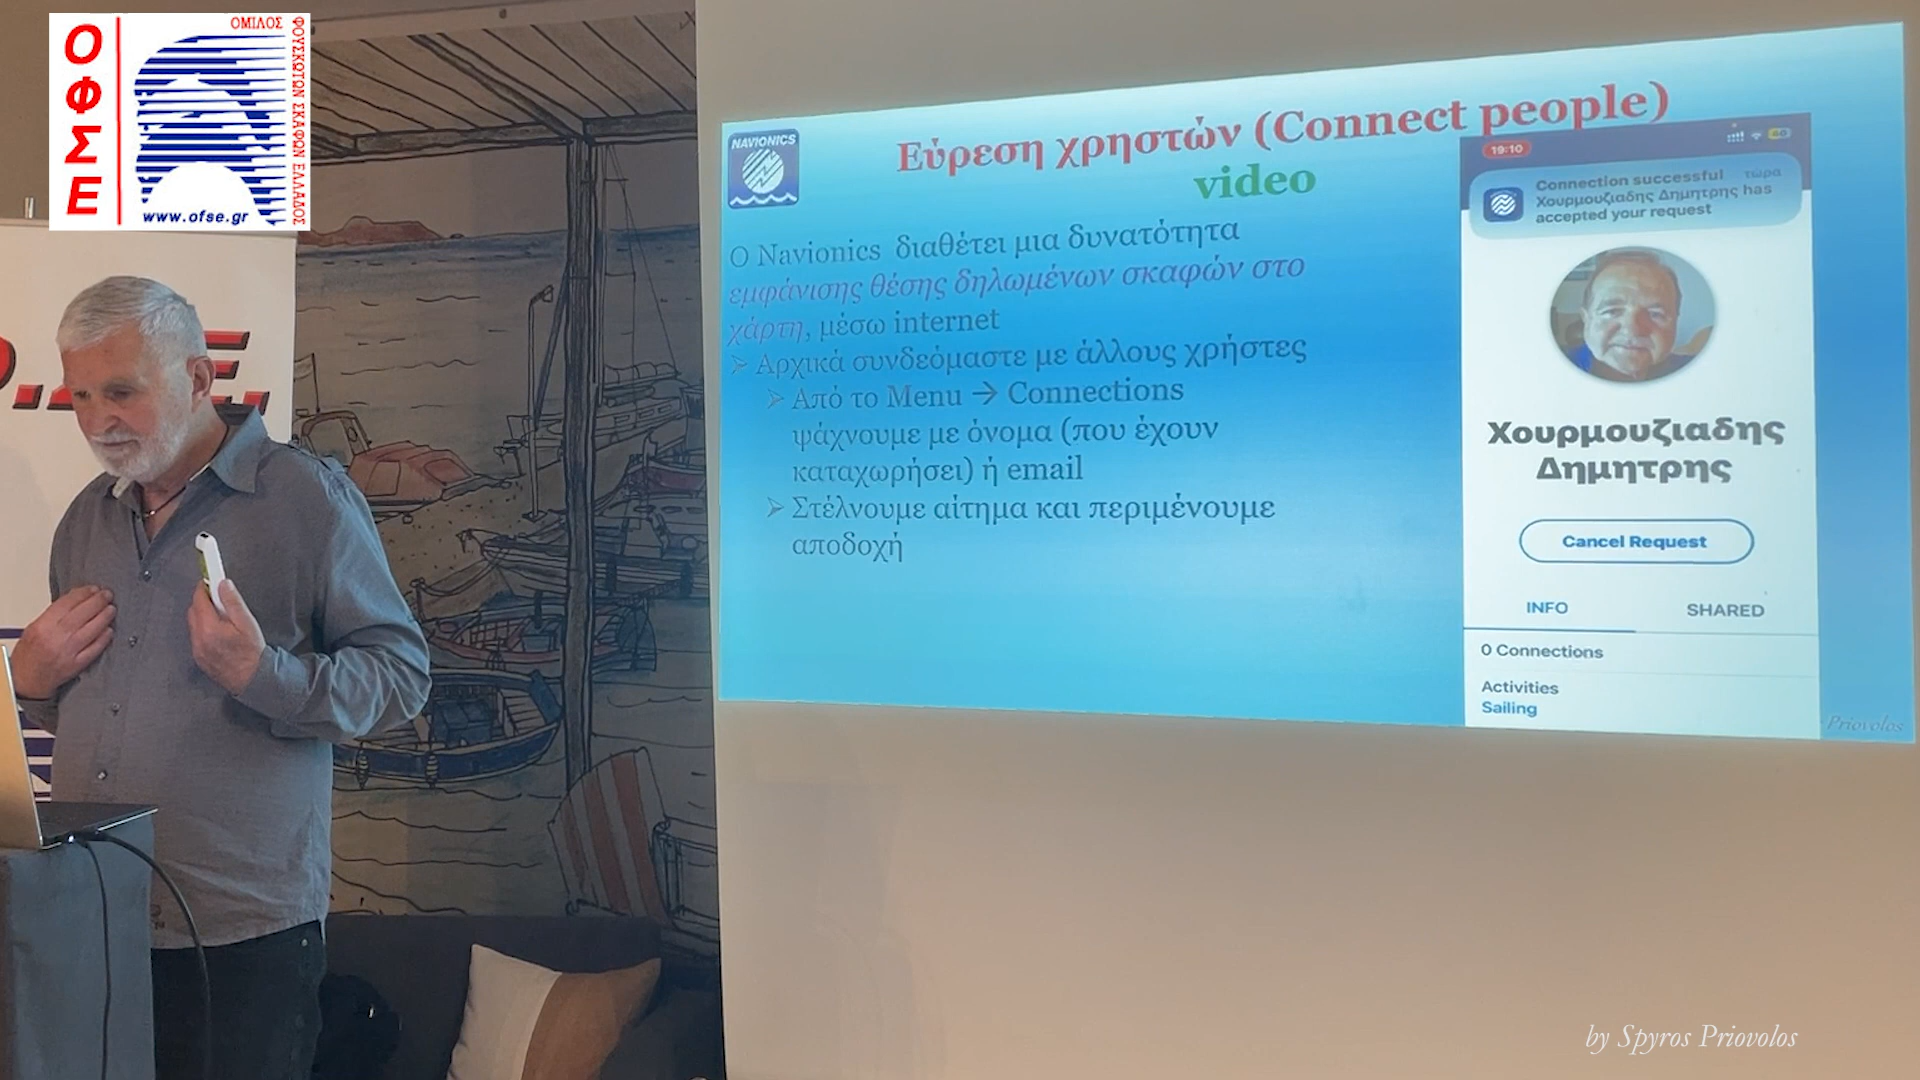 ΟΦΣΕ
ΟΜΙΛΟΣ
ΦΟΥΣΚΩΤΩΝ ΣΚΑΦΩΝ ΕΛΛΑΔΟΣ
www.ofse.gr
NAVIONICS
Εύρεση χρηστών (Connect people)
video
Ο Navionics διαθέτει μια δυνατότητα
εμφάνισης θέσης δηλωμένων σκαφών στο
χάρτη, μέσω internet
➢ Αρχικά συνδεόμαστε με άλλους χρήστες
➢ Από το Menu → Connections
ψάχνουμε με όνομα (που έχουν
καταχωρήσει) ή email
➢ Στέλνουμε αίτημα και περιμένουμε
αποδοχή
19:10
Connection successful τώρα
Χουρμουζιαδης Δημητρης has
accepted your request
Χουρμουζιαδης
Δημητρης
Cancel Request
INFO SHARED
0 Connections
Activities
Sailing
Priovolos
by Spyros Priovolos